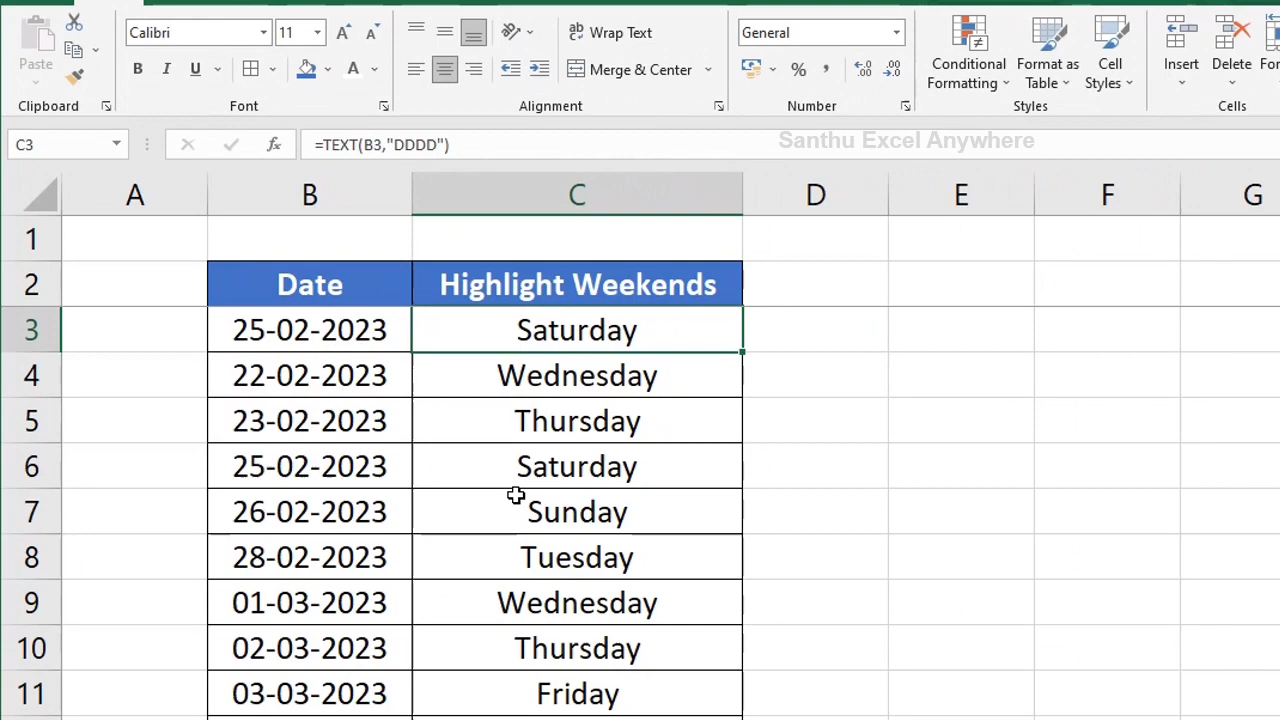 Calibri 11 Wrap Text General
Paste B I U A Merge & Center % , Conditional Formatting Format as Table Cell Styles Insert Delete
Clipboard Font Alignment Number Styles Cells
C3 fx =TEXT(B3,"DDDD") Santhu Excel Anywhere
A B C D E F G
1
2 Date Highlight Weekends
3 25-02-2023 Saturday
4 22-02-2023 Wednesday
5 23-02-2023 Thursday
6 25-02-2023 Saturday
7 26-02-2023 Sunday
8 28-02-2023 Tuesday
9 01-03-2023 Wednesday
10 02-03-2023 Thursday
11 03-03-2023 Friday